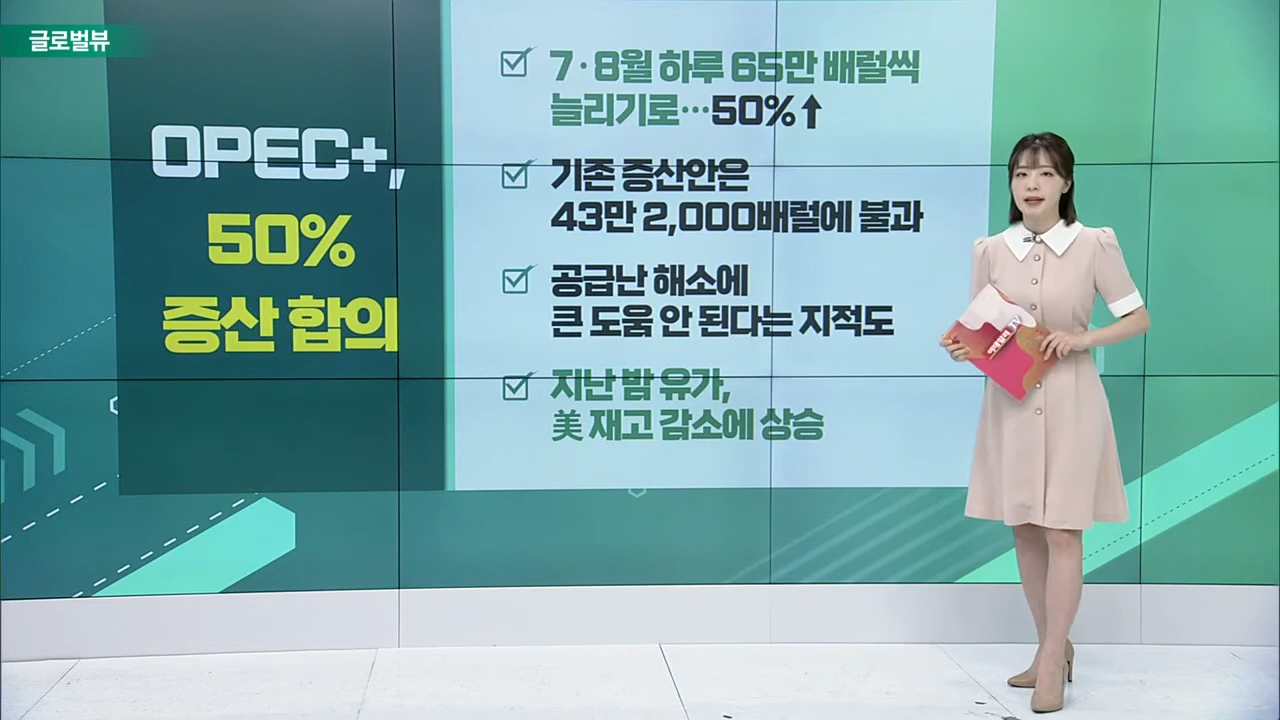 글로벌뷰
OPEC+,
50%
증산 합의
7·8월 하루 65만 배럴씩
늘리기로…50%↑
기존 증산안은
43만 2,000배럴에 불과
공급난 해소에
큰 도움 안 된다는 지적도
지난 밤 유가,
美 재고 감소에 상승